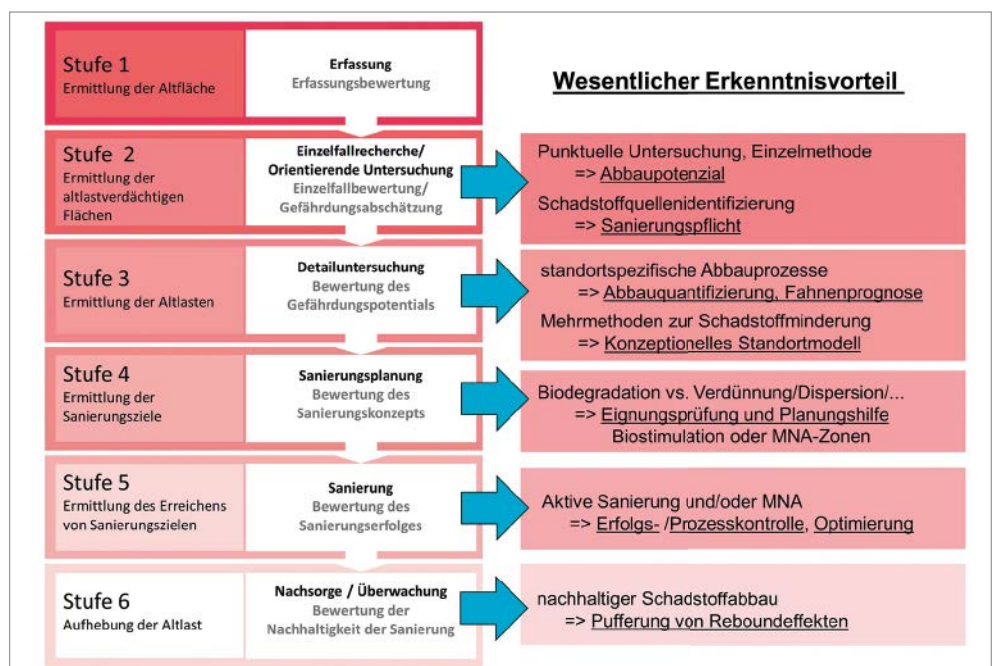 Wesentlicher Erkenntnisvorteil
Stufe 1
Ermittlung der Altfläche
Erfassung
Erfassungsbewertung
Stufe 2
Ermittlung der
altlastverdächtigen
Flächen
Einzelfallrecherche/
Orientierende Untersuchung
Einzelfallbewertung/
Gefährdungsabschätzung
Punktuelle Untersuchung, Einzelmethode
=> Abbaupotenzial
Schadstoffquellenidentifizierung
=> Sanierungspflicht
Stufe 3
Ermittlung der Altlasten
Detailuntersuchung
Bewertung des
Gefährdungspotentials
standortspezifische Abbauprozesse
=> Abbauquantifizierung, Fahnenprognose
Mehrmethoden zur Schadstoffminderung
=> Konzeptionelles Standortmodell
Stufe 4
Ermittlung der
Sanierungsziele
Sanierungsplanung
Bewertung des
Sanierungskonzepts
Biodegradation vs. Verdünnung/Dispersion/...
=> Eignungsprüfung und Planungshilfe
Biostimulation oder MNA-Zonen
Stufe 5
Ermittlung des Erreichens
von Sanierungszielen
Sanierung
Bewertung des
Sanierungserfolges
Aktive Sanierung und/oder MNA
=> Erfolgs- /Prozesskontrolle, Optimierung
Stufe 6
Aufhebung der Altlast
Nachsorge / Überwachung
Bewertung der
Nachhaltigkeit der Sanierung
nachhaltiger Schadstoffabbau
=> Pufferung von Reboundeffekten